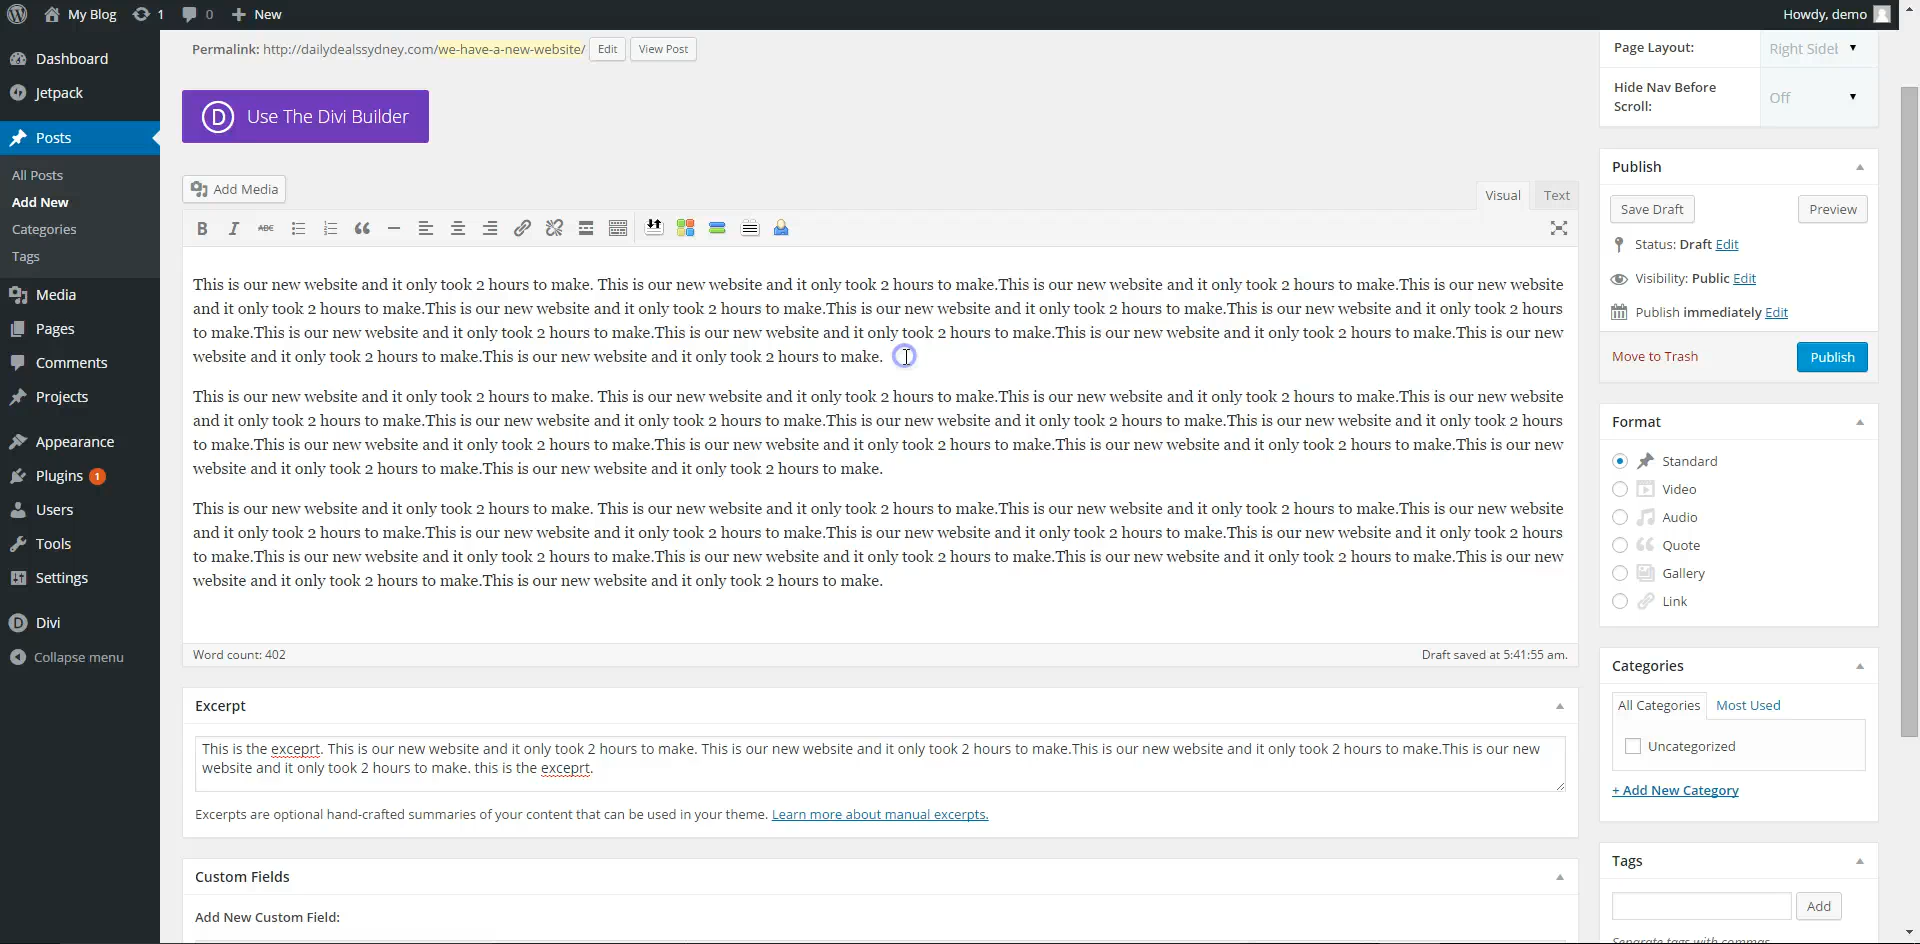 My Blog 1 0 New Howdy, demo
Dashboard
Jetpack
Posts
All Posts
Add New
Categories
Tags
Media
Pages
Comments
Projects
Appearance
Plugins 1
Users
Tools
Settings
Divi
Collapse menu
Permalink: http://dailydealssydney.com/we-have-a-new-website/ Edit View Post
D Use The Divi Builder
Add Media
Visual Text
B I ABC
This is our new website and it only took 2 hours to make. This is our new website and it only took 2 hours to make.This is our new website and it only took 2 hours to make.This is our new website
and it only took 2 hours to make.This is our new website and it only took 2 hours to make.This is our new website and it only took 2 hours to make.This is our new website and it only took 2 hours
to make.This is our new website and it only took 2 hours to make.This is our new website and it only took 2 hours to make.This is our new website and it only took 2 hours to make.This is our new
website and it only took 2 hours to make.This is our new website and it only took 2 hours to make.
This is our new website and it only took 2 hours to make. This is our new website and it only took 2 hours to make.This is our new website and it only took 2 hours to make.This is our new website
and it only took 2 hours to make.This is our new website and it only took 2 hours to make.This is our new website and it only took 2 hours to make.This is our new website and it only took 2 hours
to make.This is our new website and it only took 2 hours to make.This is our new website and it only took 2 hours to make.This is our new website and it only took 2 hours to make.This is our new
website and it only took 2 hours to make.This is our new website and it only took 2 hours to make.
This is our new website and it only took 2 hours to make. This is our new website and it only took 2 hours to make.This is our new website and it only took 2 hours to make.This is our new website
and it only took 2 hours to make.This is our new website and it only took 2 hours to make.This is our new website and it only took 2 hours to make.This is our new website and it only took 2 hours
to make.This is our new website and it only took 2 hours to make.This is our new website and it only took 2 hours to make.This is our new website and it only took 2 hours to make.This is our new
website and it only took 2 hours to make.This is our new website and it only took 2 hours to make.
Word count: 402 Draft saved at 5:41:55 am.
Excerpt
This is the exceprt. This is our new website and it only took 2 hours to make. This is our new website and it only took 2 hours to make.This is our new website and it only took 2 hours to make.This is our new
website and it only took 2 hours to make. this is the exceprt.
Excerpts are optional hand-crafted summaries of your content that can be used in your theme. Learn more about manual excerpts.
Custom Fields
Add New Custom Field:
Page Layout: Right Sidel
Hide Nav Before
Scroll: Off
Publish
Save Draft Preview
Status: Draft Edit
Visibility: Public Edit
Publish immediately Edit
Move to Trash Publish
Format
Standard
Video
Audio
Quote
Gallery
Link
Categories
All Categories Most Used
Uncategorized
+ Add New Category
Tags
Add
Separate tags with commas